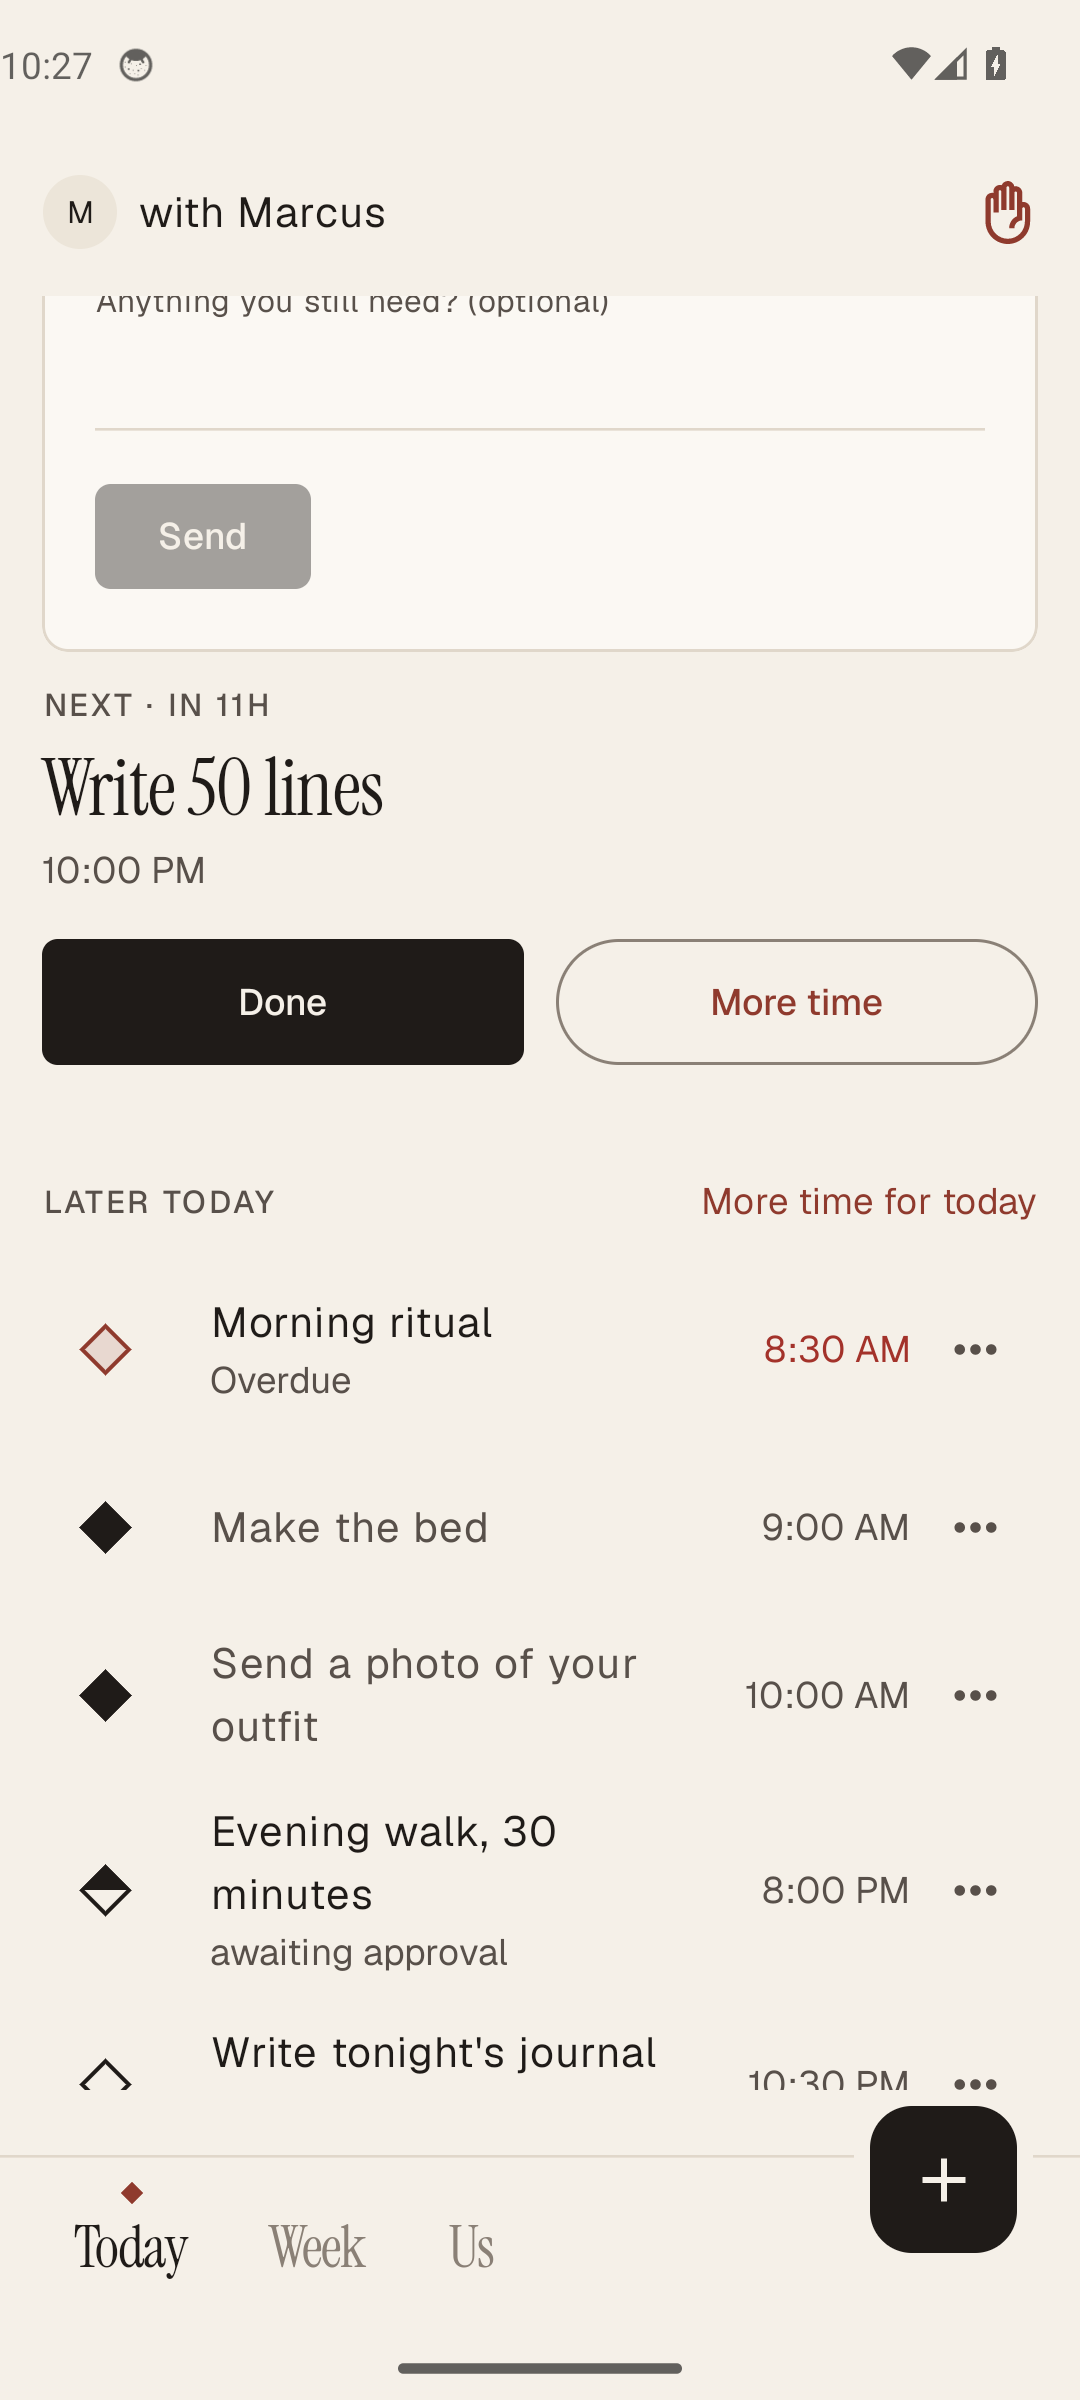 10:27
M
with Marcus
Anything you still need? (optional)
Send
NEXT · IN 11H
Write 50 lines
10:00 PM
Done
More time
LATER TODAY
More time for today
Morning ritual
8:30 AM
Overdue
Make the bed
9:00 AM
Send a photo of your
outfit
10:00 AM
Evening walk, 30
minutes
8:00 PM
awaiting approval
Write tonight's journal
10:30 PM
Today
Week
Us